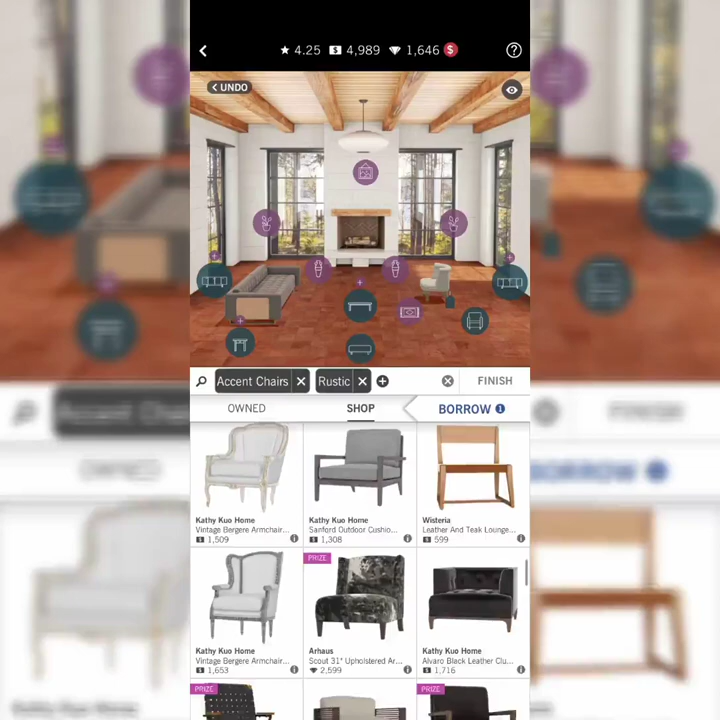 4.25 4,989 1,646 $ ?
< UNDO
Accent Chairs X Rustic X FINISH
OWNED SHOP BORROW 1
Kathy Kuo Home
Vintage Bergere Armchair...
1,509
Kathy Kuo Home
Sanford Outdoor Cushio...
1,308
Wisteria
Leather And Teak Lounge...
599
Kathy Kuo Home
Vintage Bergere Armchair...
1,653
PRIZE
Arhaus
Scout 31" Upholstered Ar...
2,599
Kathy Kuo Home
Alvaro Black Leather Clu...
1,716
PRIZE
PRIZE